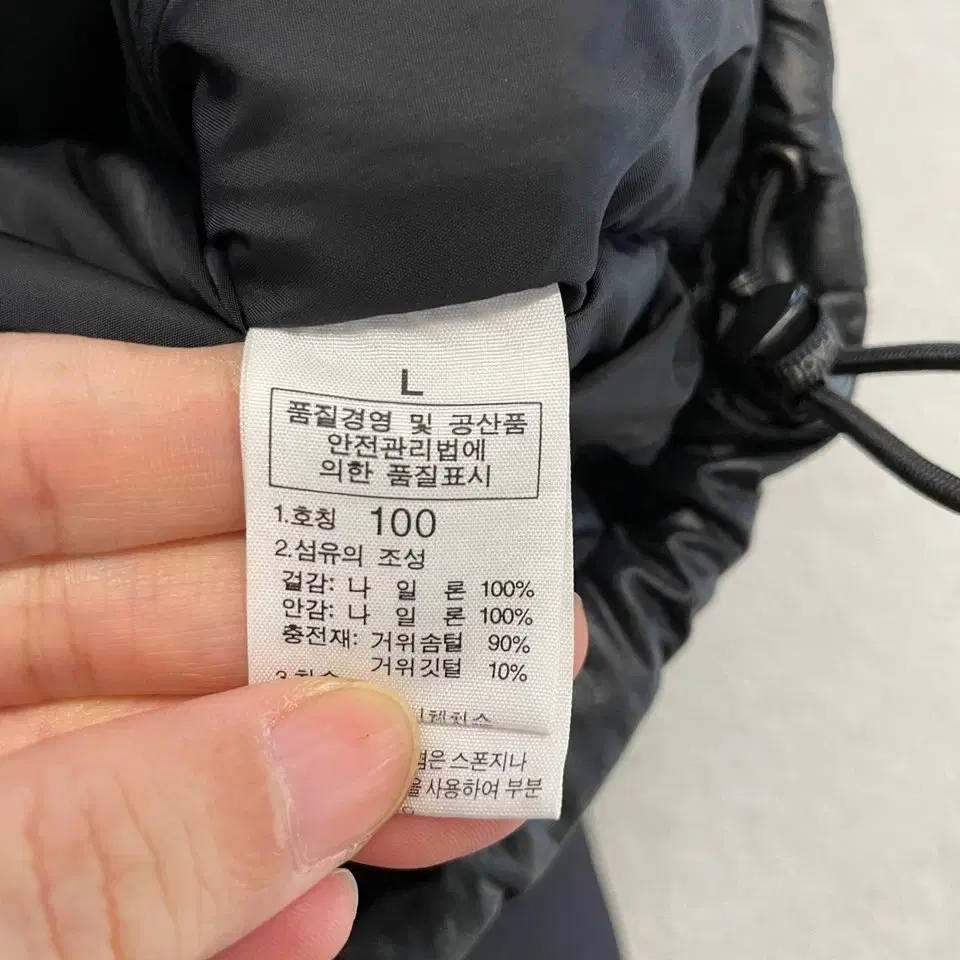 L
품질경영 및 공산품
안전관리법에
의한 품질표시
1.호칭 100
2.섬유의 조성
겉감: 나 일 론 100%
안감: 나 일 론 100%
충전재: 거위솜털 90%
거위깃털 10%
3.치수
스폰지나
사용하여 부분